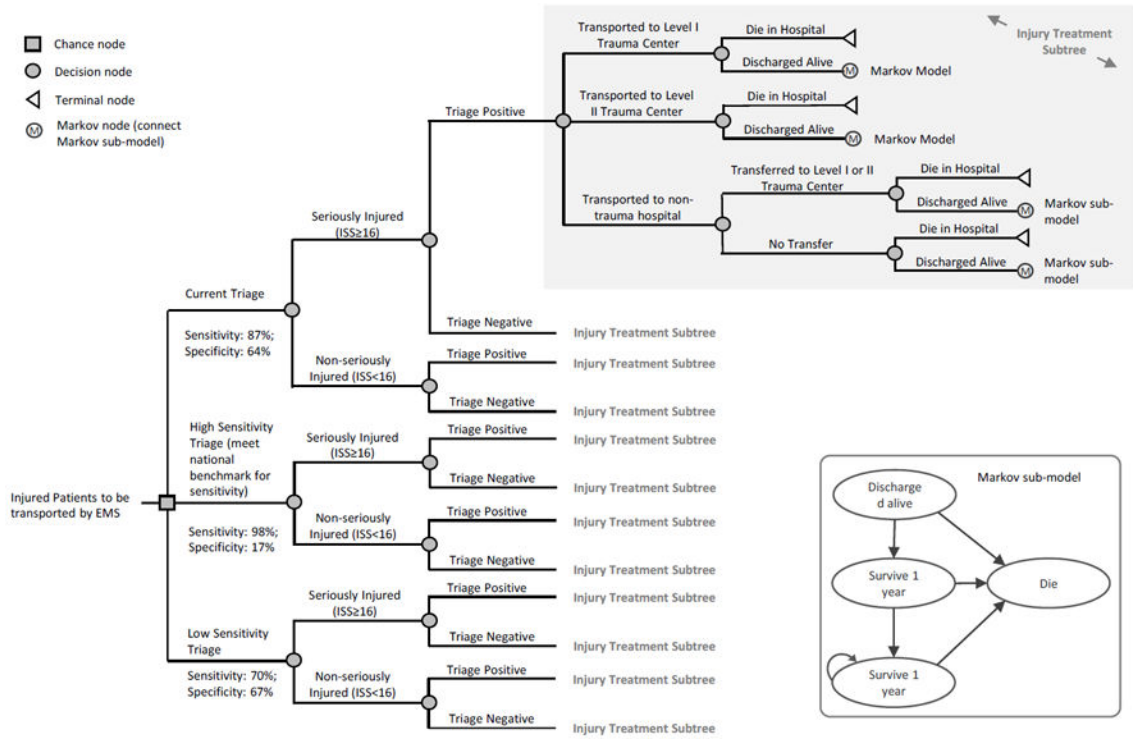 Chance node
Decision node
Terminal node
Markov node (connect
Markov sub-model)
Injury Treatment
Subtree
Transported to Level I
Trauma Center
Die in Hospital
Discharged Alive
M
Markov Model
Triage Positive
Transported to Level
II Trauma Center
Die in Hospital
Discharged Alive
M
Markov Model
Transported to non-
trauma hospital
Transferred to Level I or II
Trauma Center
Die in Hospital
Discharged Alive
M
Markov sub-
model
No Transfer
Die in Hospital
Discharged Alive
M
Markov sub-
model
Seriously Injured
(ISS≥16)
Current Triage
Sensitivity: 87%;
Specificity: 64%
Triage Negative
Injury Treatment Subtree
Non-seriously
Injured (ISS<16)
Triage Positive
Injury Treatment Subtree
Triage Negative
Injury Treatment Subtree
Injured Patients to be
transported by EMS
High Sensitivity
Triage (meet
national
benchmark for
sensitivity)
Sensitivity: 98%;
Specificity: 17%
Seriously Injured
(ISS≥16)
Triage Positive
Injury Treatment Subtree
Triage Negative
Injury Treatment Subtree
Non-seriously
Injured (ISS<16)
Triage Positive
Injury Treatment Subtree
Triage Negative
Injury Treatment Subtree
Low Sensitivity
Triage
Sensitivity: 70%;
Specificity: 67%
Seriously Injured
(ISS≥16)
Triage Positive
Injury Treatment Subtree
Triage Negative
Injury Treatment Subtree
Non-seriously
Injured (ISS<16)
Triage Positive
Injury Treatment Subtree
Triage Negative
Injury Treatment Subtree
Markov sub-model
Discharge
d alive
Survive 1
year
Die
Survive 1
year
M